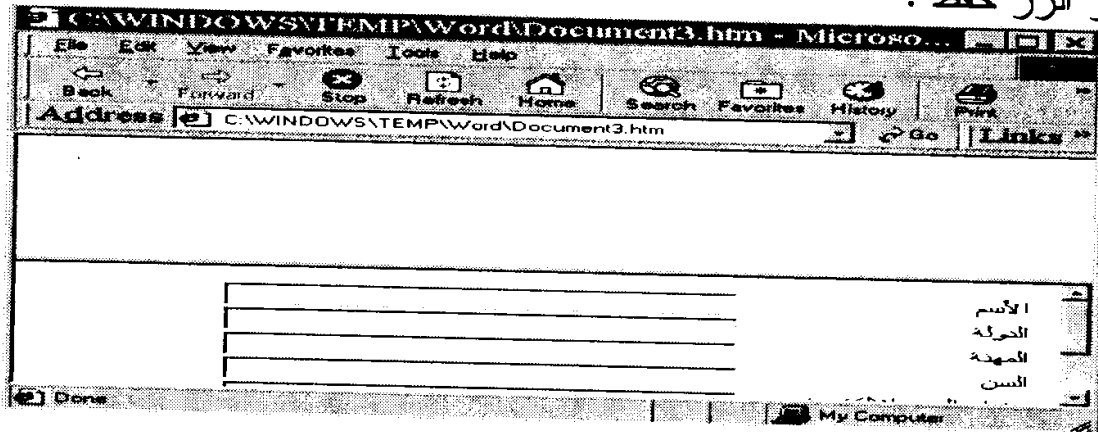 الزر حفظ .
C:\WINDOWS\TEMP\Word\Document3.htm - Microso...
File Edit View Favorites Tools Help
Back Forward Stop Refresh Home Search Favorites History Print
Address C:\WINDOWS\TEMP\Word\Document3.htm Go Links »
الأسم
الدولة
المهنة
السن
Done My Computer